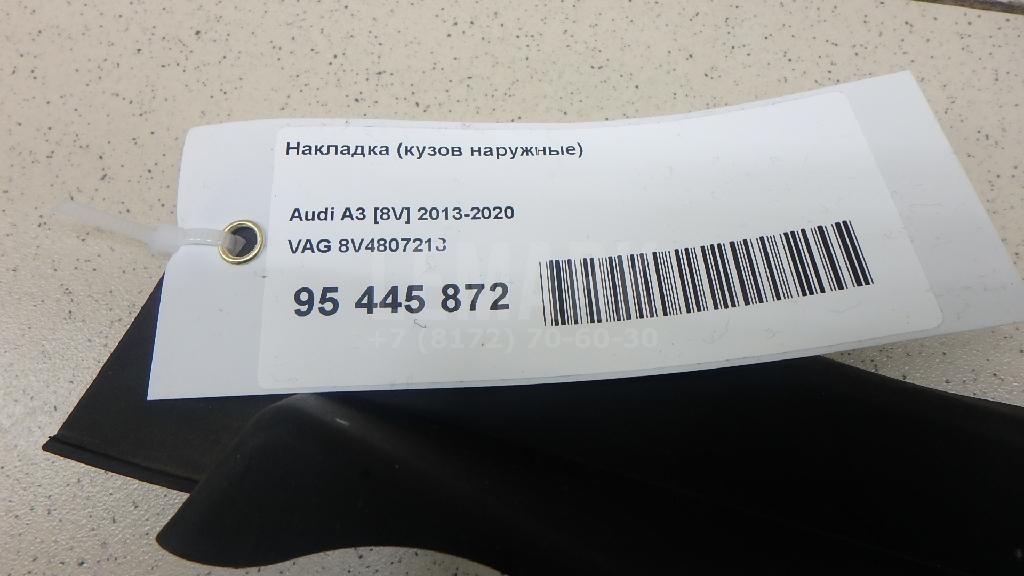 Накладка (кузов наружные)
Audi A3 [8V] 2013-2020
VAG 8V4807213
95 445 872
+7 (8172) 70-60-30